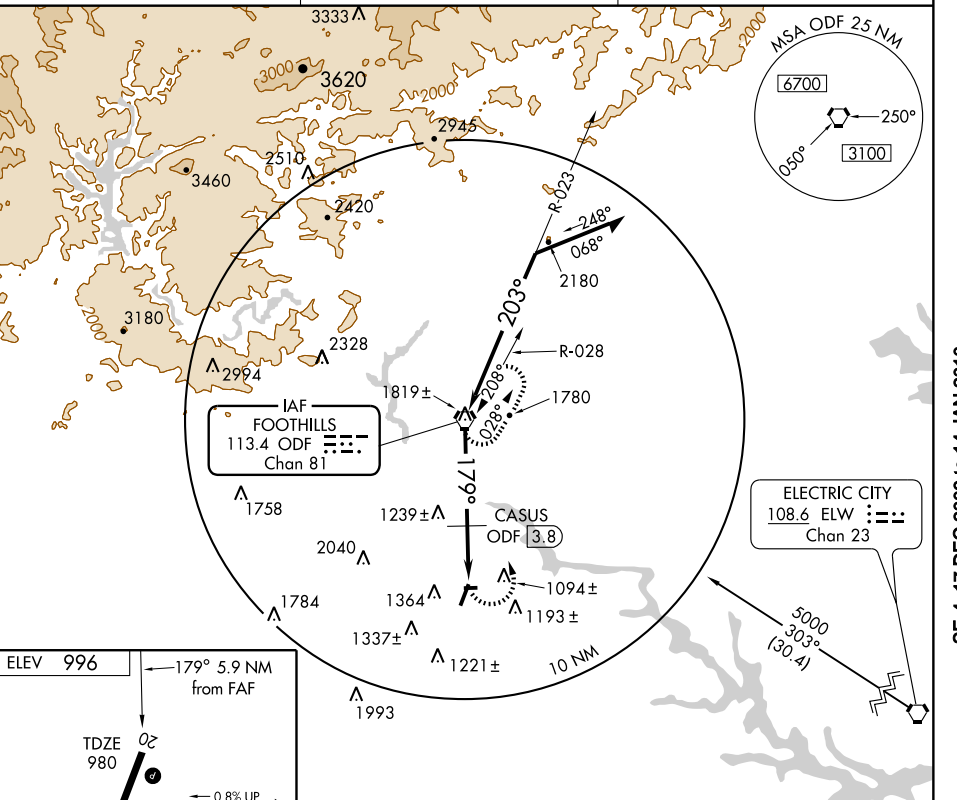 3333
3000
3620
2000
2000
2945
2510
3460
2420
MSA ODF 25 NM
6700
250°
050°
3100
R-023
248°
068°
2180
203°
3180
2000
2328
2994
R-028
208°
1819±
1780
028°
IAF
FOOTHILLS
113.4 ODF
Chan 81
179°
1758
1239±
CASUS
ODF 3.8
2040
1364
1094±
1193±
1784
1337±
1221±
10 NM
1993
ELECTRIC CITY
108.6 ELW
Chan 23
5000
303°
(30.4)
ELEV 996
179° 5.9 NM
from FAF
TDZE
980
20
P
0.8% UP